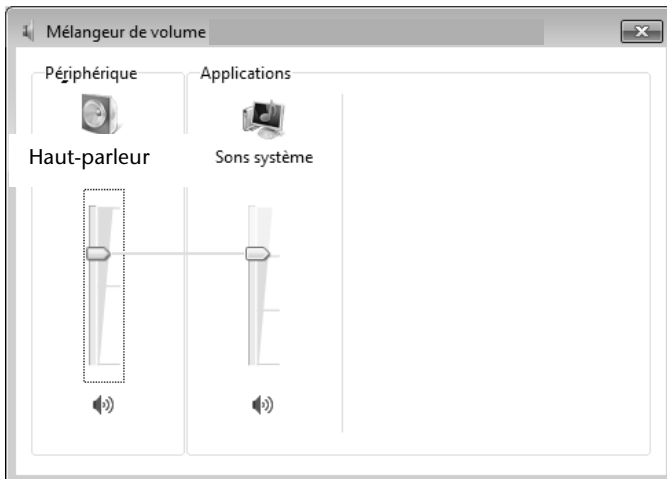 Mélangeur de volume
Périphérique
Applications
Haut-parleur
Sons système